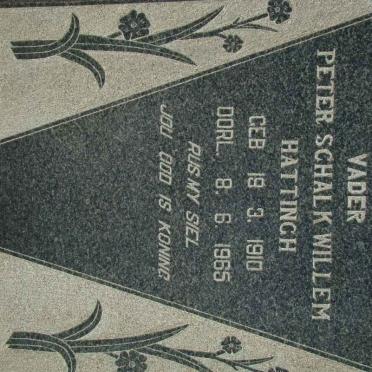 VADER
PETER SCHALK WILLEM
HATTINGH
GEB 18 3 1910
OORL. 8 6 1965
RUS MY SIEL
JOU GOD IS KONING